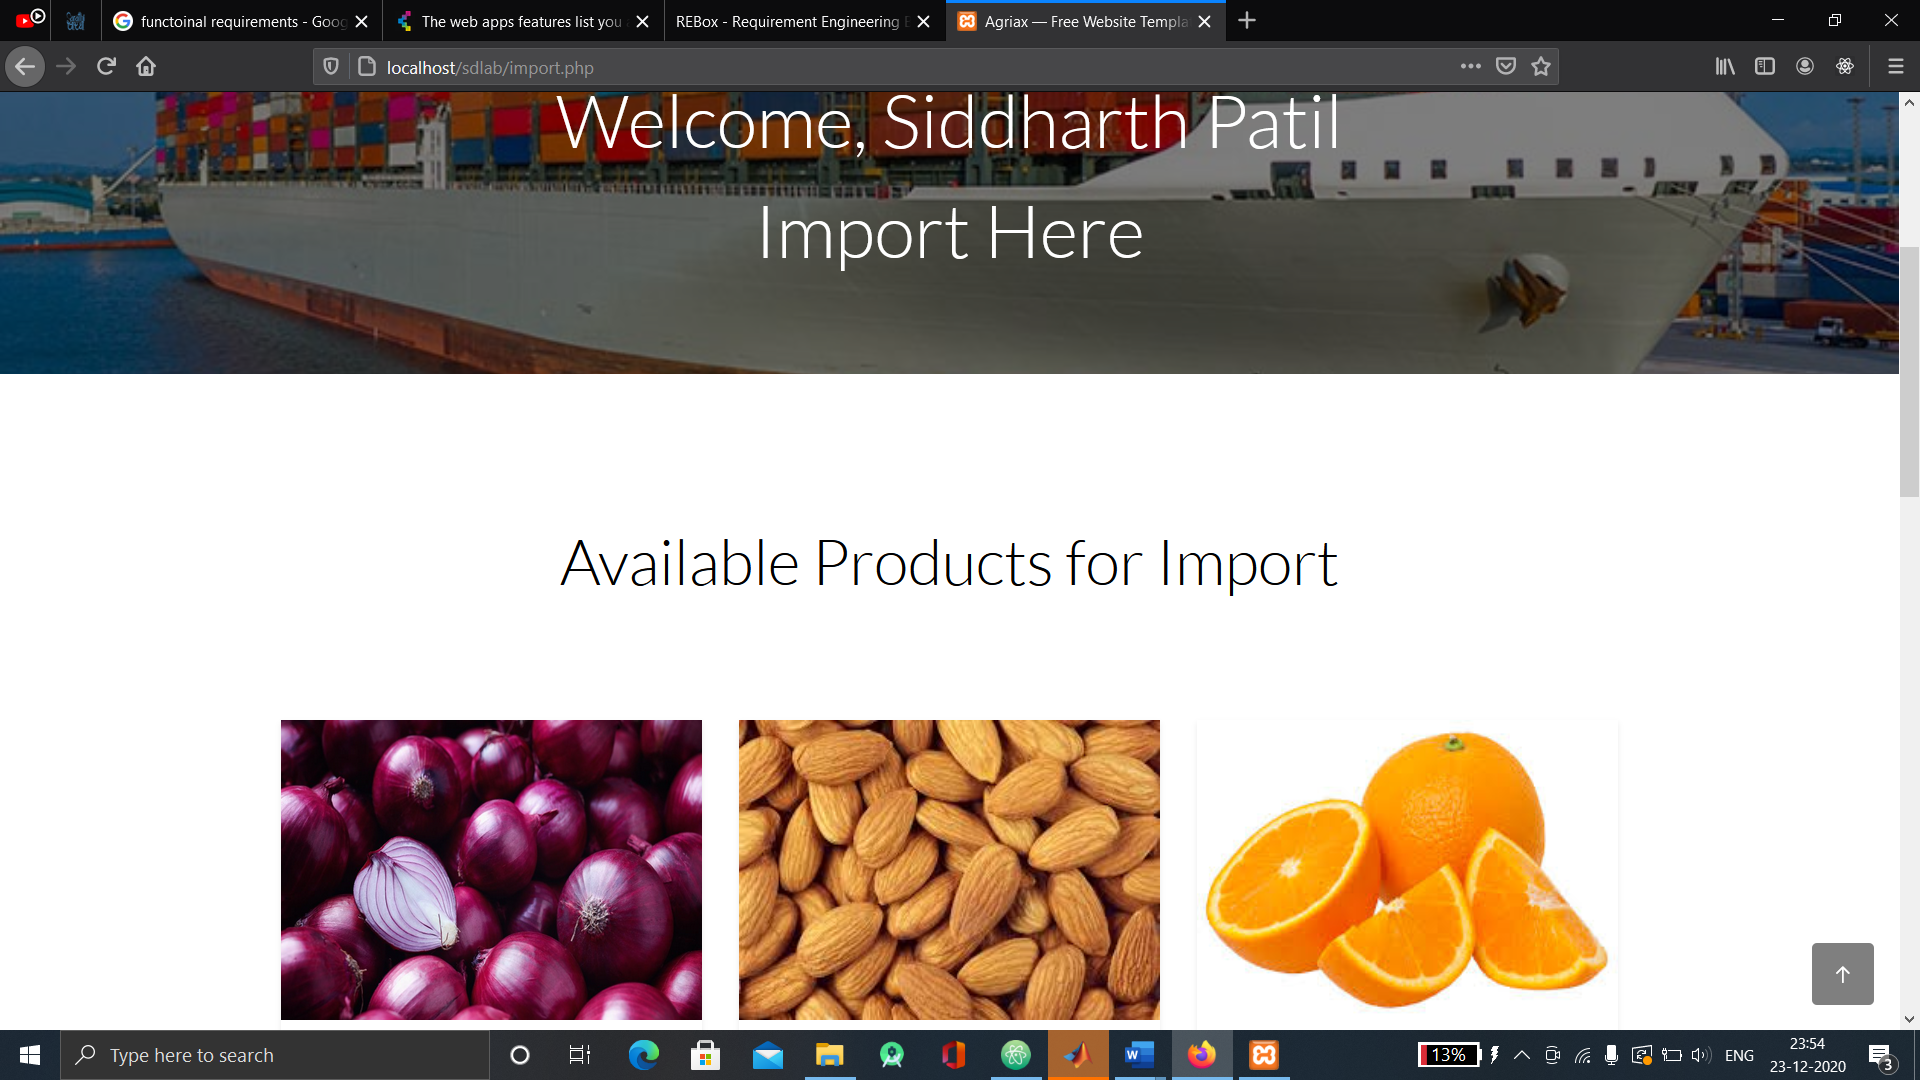 functoinal requirements - Goog
The web apps features list you
REBox - Requirement Engineering E
Agriax — Free Website Templa
localhost/sdlab/import.php
Welcome, Siddharth Patil
Import Here
Available Products for Import
Type here to search
13%
ENG
23:54
23-12-2020
3